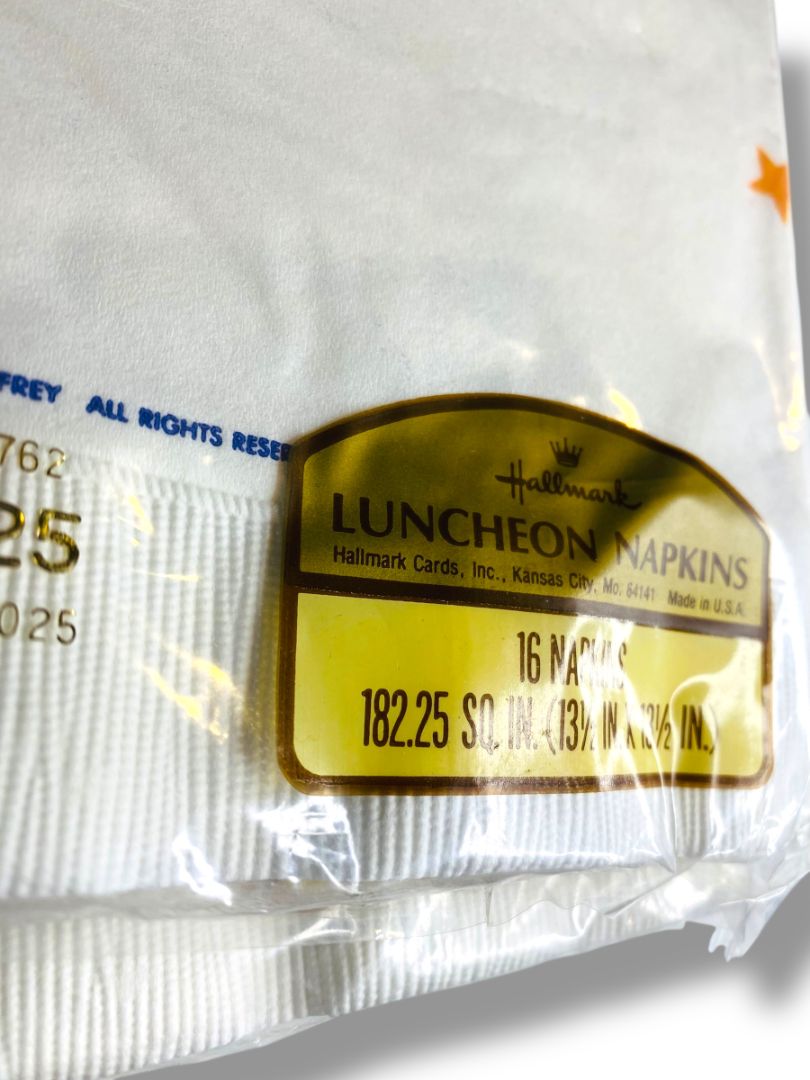 FREY ALL RIGHTS RESER
762
25
025
Hallmark
LUNCHEON NAPKINS
Hallmark Cards, Inc., Kansas City, Mo. 64141 Made in U.S.A.
16 NAPKINS
182.25 SQ. IN. (13½ IN. X 13½ IN.)